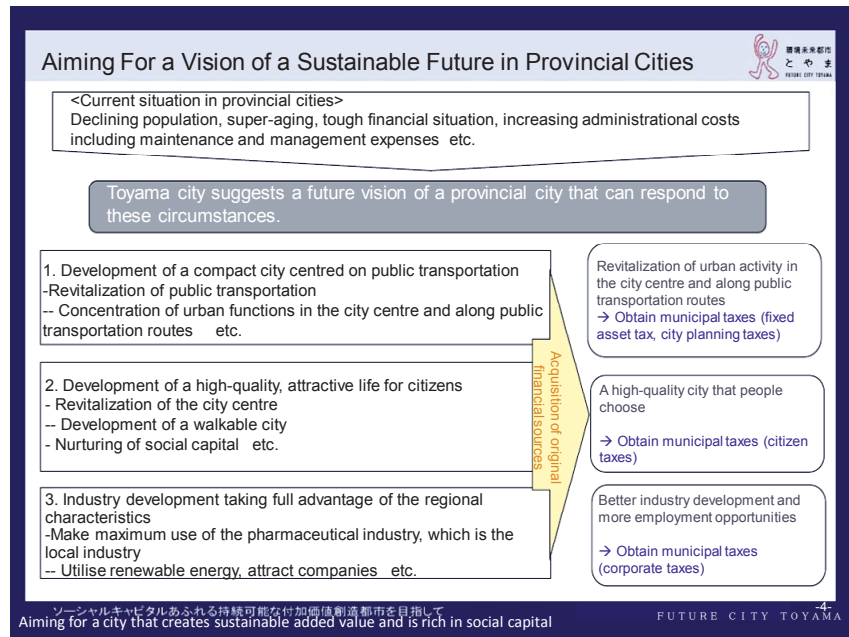 Aiming For a Vision of a Sustainable Future in Provincial Cities
環境未来都市
とやま
FUTURE CITY TOYAMA
<Current situation in provincial cities>
Declining population, super-aging, tough financial situation, increasing administrational costs
including maintenance and management expenses etc.
Toyama city suggests a future vision of a provincial city that can respond to
these circumstances.
1. Development of a compact city centred on public transportation
-Revitalization of public transportation
-- Concentration of urban functions in the city centre and along public
transportation routes etc.
2. Development of a high-quality, attractive life for citizens
- Revitalization of the city centre
-- Development of a walkable city
- Nurturing of social capital etc.
3. Industry development taking full advantage of the regional
characteristics
-Make maximum use of the pharmaceutical industry, which is the
local industry
-- Utilise renewable energy, attract companies etc.
Acquisition of original
financial sources
Revitalization of urban activity in
the city centre and along public
transportation routes
→ Obtain municipal taxes (fixed
asset tax, city planning taxes)
A high-quality city that people
choose
→ Obtain municipal taxes (citizen
taxes)
Better industry development and
more employment opportunities
→ Obtain municipal taxes
(corporate taxes)
ソーシャルキャピタルあふれる持続可能な付加価値創造都市を目指して
Aiming for a city that creates sustainable added value and is rich in social capital
-4-
FUTURE CITY TOYAMA